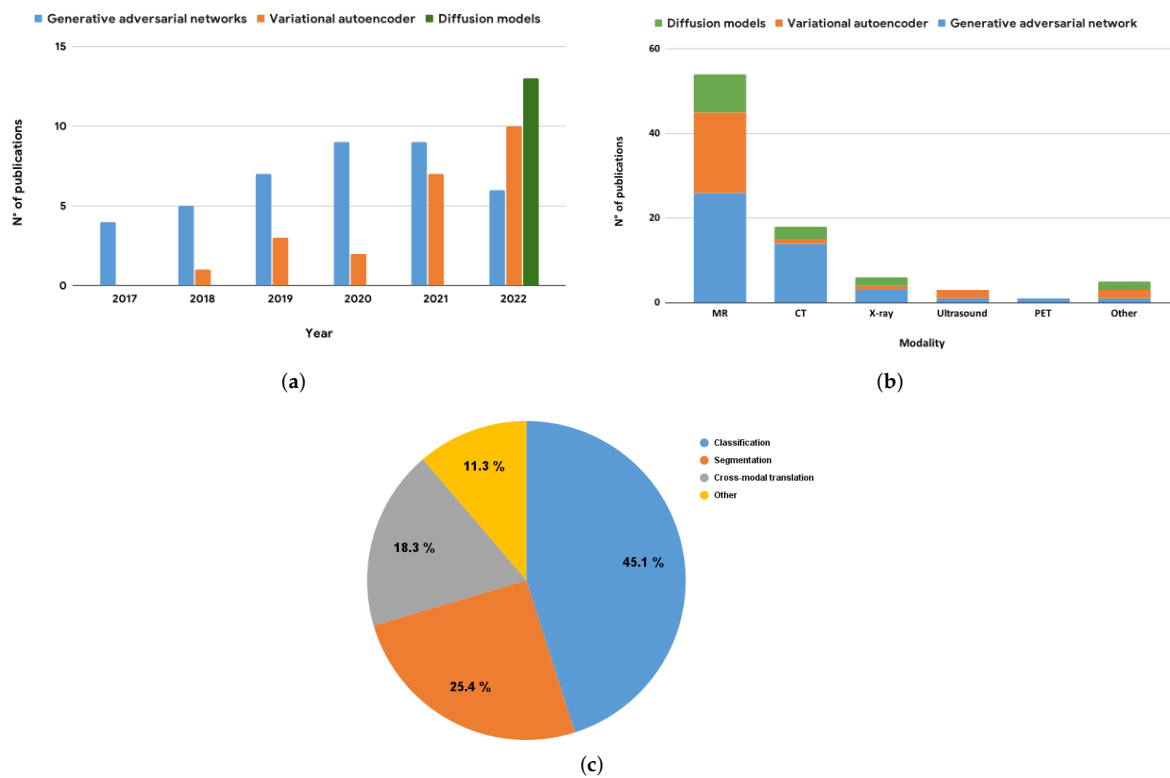 Generative adversarial networks Variational autoencoder Diffusion models
15
10
5
0
N° of publications
2017 2018 2019 2020 2021 2022
Year
(a)
Diffusion models Variational autoencoder Generative adversarial network
60
40
20
0
N° of publications
MR CT X-ray Ultrasound PET Other
Modality
(b)
Classification
Segmentation
Cross-modal translation
Other
11.3 %
18.3 %
45.1 %
25.4 %
(c)